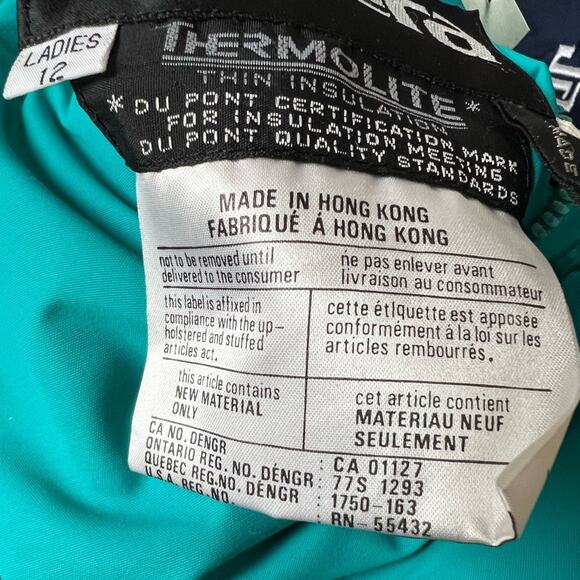 LADIES
12
THERMOLITE*
THIN INSULATION
* DU PONT CERTIFICATION MARK
FOR INSULATION MEETING
DU PONT QUALITY STANDARDS
MADE IN HONG KONG
FABRIQUÉ À HONG KONG
not to be removed until
delivered to the consumer
ne pas enlever avant
livraison au consommateur
this label is affixed in
compliance with the up-
holstered and stuffed
articles act.
cette étlquette est apposée
conformément á la loi sur les
articles rembourrés.
this article contains
NEW MATERIAL
ONLY
cet article contient
MATERIAU NEUF
SEULEMENT
CA NO. DENGR : CA 01127
ONTARIO REG. NO. DÉNGR : 77S 1293
QUEBEC REG.NO. DÉNGR : 1750-163
U.S.A. REG. NO. : RN-55432